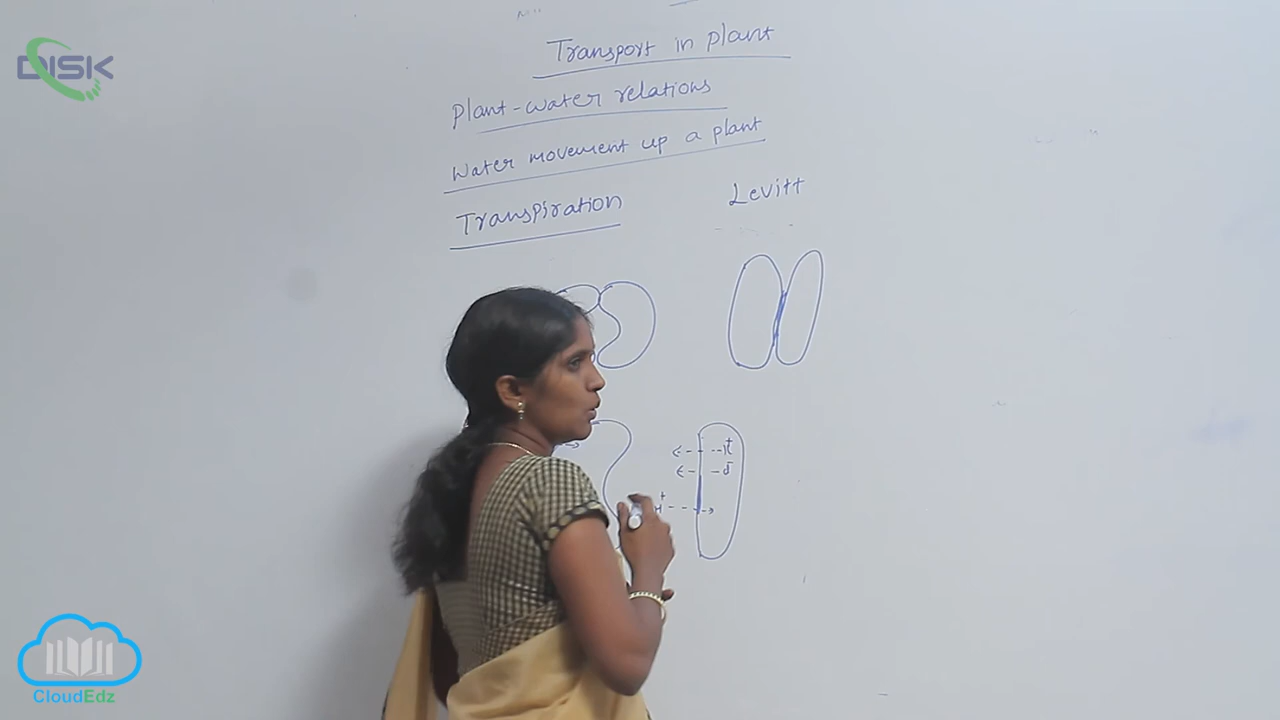 DISK
Transport in plant
Plant-water relations
Water movement up a plant
Transpiration
Levitt
CloudEdz